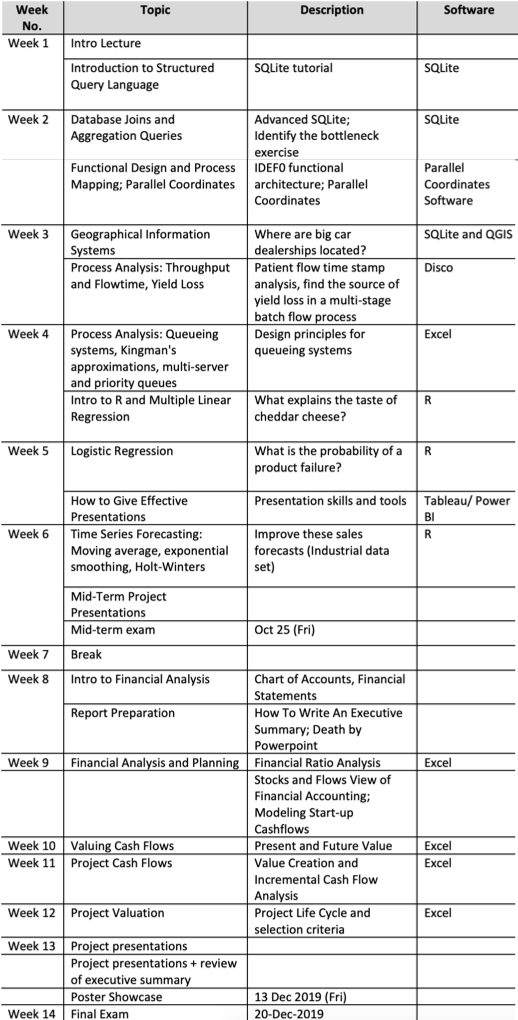 Week No. Topic Description Software
Week 1 Intro Lecture
Introduction to Structured SQLite tutorial SQLite
Query Language
Week 2 Database Joins and Advanced SQLite; SQLite
Aggregation Queries Identify the bottleneck
exercise
Functional Design and Process IDEF0 functional Parallel
Mapping; Parallel Coordinates architecture; Parallel Coordinates
Coordinates Software
Week 3 Geographical Information Where are big car SQLite and QGIS
Systems dealerships located?
Process Analysis: Throughput Patient flow time stamp Disco
and Flowtime, Yield Loss analysis, find the source of
yield loss in a multi-stage
batch flow process
Week 4 Process Analysis: Queueing Design principles for Excel
systems, Kingman's queueing systems
approximations, multi-server
and priority queues
Intro to R and Multiple Linear What explains the taste of R
Regression cheddar cheese?
Week 5 Logistic Regression What is the probability of a R
product failure?
How to Give Effective Presentation skills and tools Tableau/ Power
Presentations BI
Week 6 Time Series Forecasting: Improve these sales R
Moving average, exponential forecasts (Industrial data
smoothing, Holt-Winters set)
Mid-Term Project
Presentations
Mid-term exam Oct 25 (Fri)
Week 7 Break
Week 8 Intro to Financial Analysis Chart of Accounts, Financial
Statements
Report Preparation How To Write An Executive
Summary; Death by
Powerpoint
Week 9 Financial Analysis and Planning Financial Ratio Analysis Excel
Stocks and Flows View of
Financial Accounting;
Modeling Start-up
Cashflows
Week 10 Valuing Cash Flows Present and Future Value Excel
Week 11 Project Cash Flows Value Creation and Excel
Incremental Cash Flow
Analysis
Week 12 Project Valuation Project Life Cycle and Excel
selection criteria
Week 13 Project presentations
Project presentations + review
of executive summary
Poster Showcase 13 Dec 2019 (Fri)
Week 14 Final Exam 20-Dec-2019